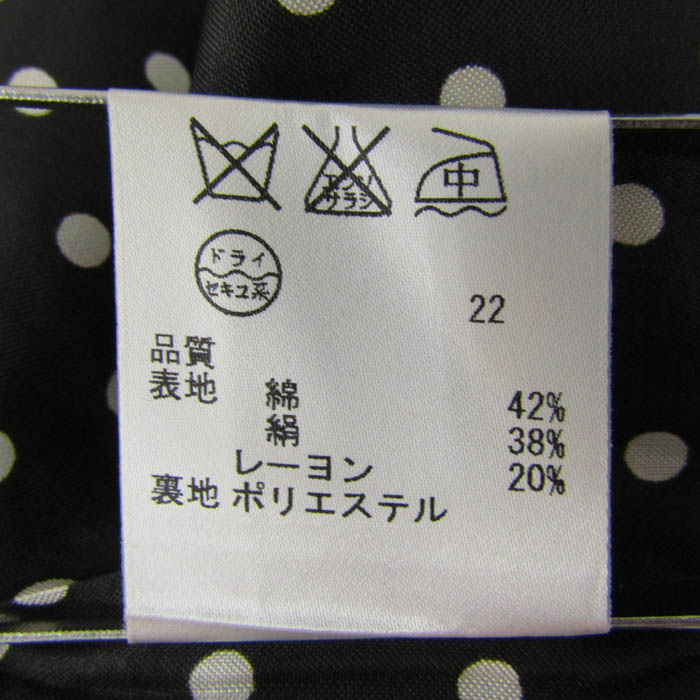 エンソ
サラシ
中
ドライ
セキユ系
22
品質
表地 綿 42%
絹 38%
レーヨン 20%
裏地 ポリエステル